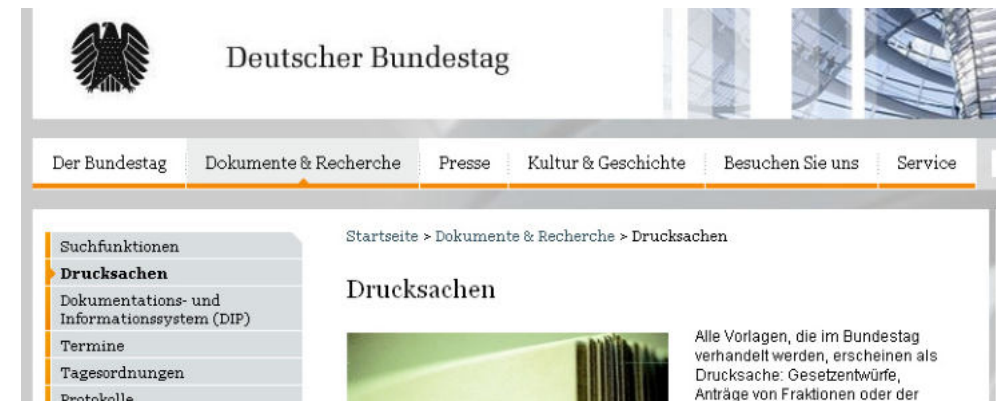 Deutscher Bundestag
Der Bundestag
Dokumente & Recherche
Presse
Kultur & Geschichte
Besuchen Sie uns
Service
Suchfunktionen
Drucksachen
Dokumentations- und
Informationssystem (DIP)
Termine
Tagesordnungen
Protokolle
Startseite > Dokumente & Recherche > Drucksachen
Drucksachen
Alle Vorlagen, die im Bundestag
verhandelt werden, erscheinen als
Drucksache: Gesetzentwürfe,
Anträge von Fraktionen oder der